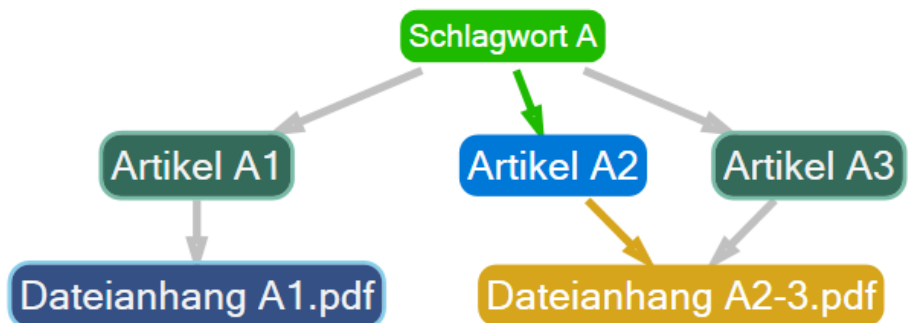 Schlagwort A
Artikel A1
Artikel A2
Artikel A3
Dateianhang A1.pdf
Dateianhang A2-3.pdf